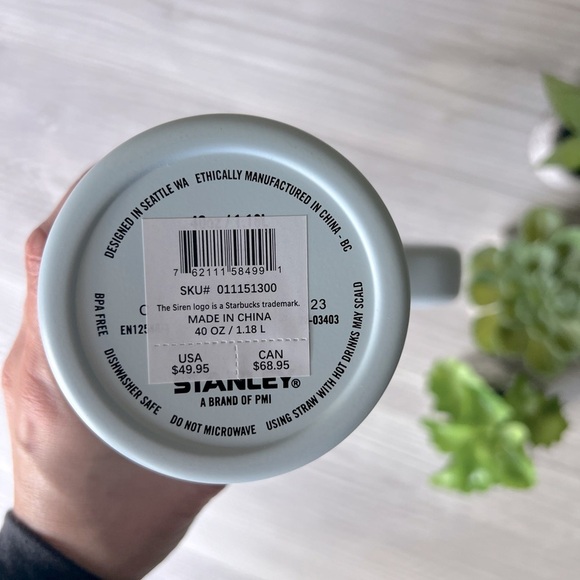 DESIGNED IN SEATTLE WA
ETHICALLY MANUFACTURED IN CHINA - BC
7 62111 58499 1
SKU# 011151300
The Siren logo is a Starbucks trademark.
MADE IN CHINA
40 OZ / 1.18 L
USA
$49.95
CAN
$68.95
STANLEY®
A BRAND OF PMI
BPA FREE
DISHWASHER SAFE
DO NOT MICROWAVE
USING STRAW WITH HOT DRINKS MAY SCALD